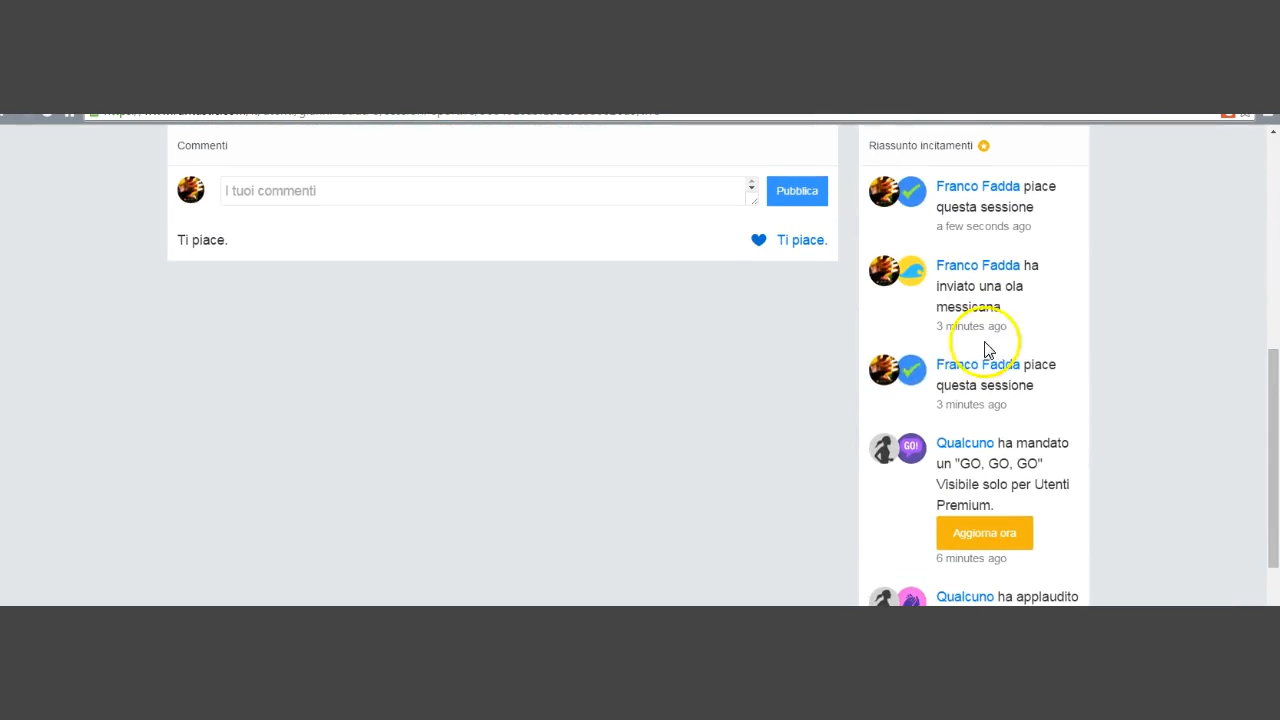 Commenti
I tuoi commenti
Pubblica
Ti piace.
Ti piace.
Riassunto incitamenti
Franco Fadda piace
questa sessione
a few seconds ago
Franco Fadda ha
inviato una ola
messicana
3 minutes ago
Franco Fadda piace
questa sessione
3 minutes ago
GO!
Qualcuno ha mandato
un "GO, GO, GO"
Visibile solo per Utenti
Premium.
Aggiorna ora
6 minutes ago
Qualcuno ha applaudito